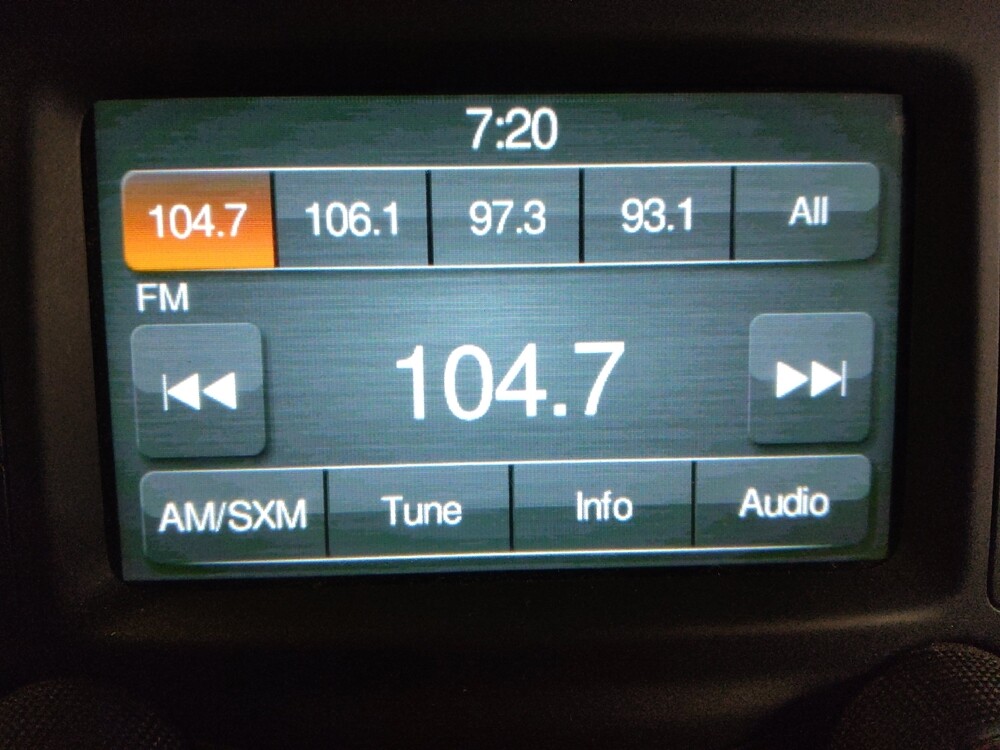 7:20
104.7 106.1 97.3 93.1 All
FM
104.7
AM/SXM Tune Info Audio